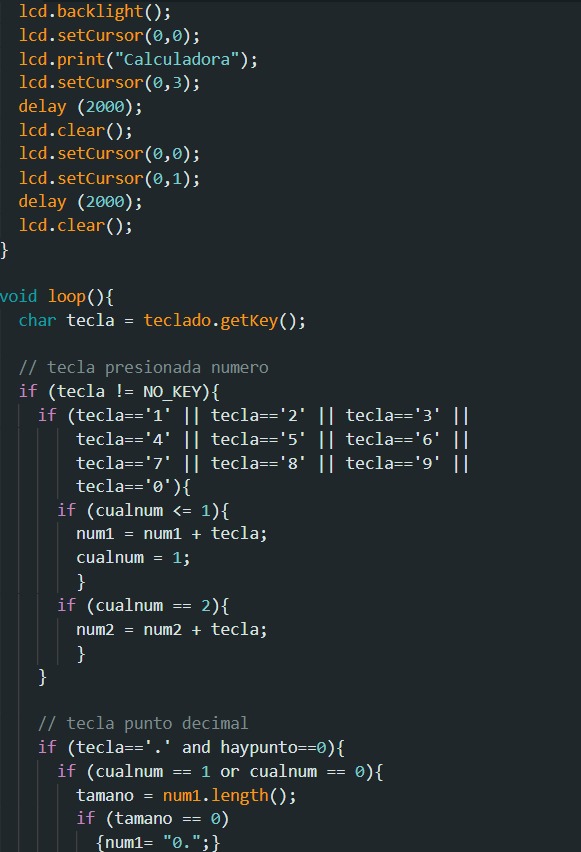 lcd.backlight();
lcd.setCursor(0,0);
lcd.print("Calculadora");
lcd.setCursor(0,3);
delay (2000);
lcd.clear();
lcd.setCursor(0,0);
lcd.setCursor(0,1);
delay (2000);
lcd.clear();
}
void loop(){
char tecla = teclado.getKey();
// tecla presionada numero
if (tecla != NO_KEY){
if (tecla=='1' || tecla=='2' || tecla=='3' ||
tecla=='4' || tecla=='5' || tecla=='6' ||
tecla=='7' || tecla=='8' || tecla=='9' ||
tecla=='0'){
if (cualnum <= 1){
num1 = num1 + tecla;
cualnum = 1;
}
if (cualnum == 2){
num2 = num2 + tecla;
}
}
// tecla punto decimal
if (tecla=='.' and haypunto==0){
if (cualnum == 1 or cualnum == 0){
tamano = num1.length();
if (tamano == 0)
{num1= "0.";}